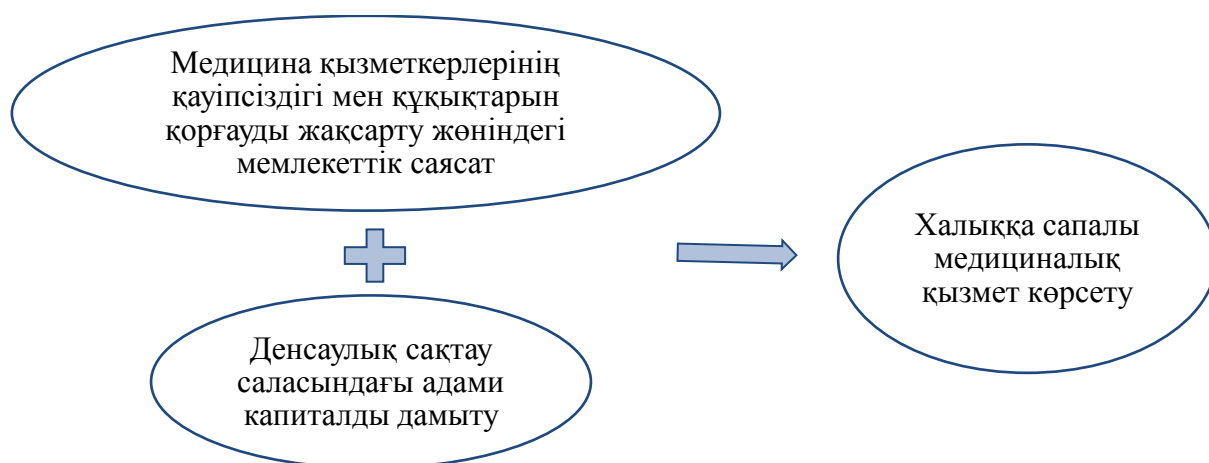 Медицина қызметкерлерінің
қауіпсіздігі мен құқықтарын
қорғауды жақсарту жөніндегі
мемлекеттік саясат
Халыққа сапалы
медициналық
қызмет көрсету
Денсаулық сақтау
саласындағы адами
капиталды дамыту